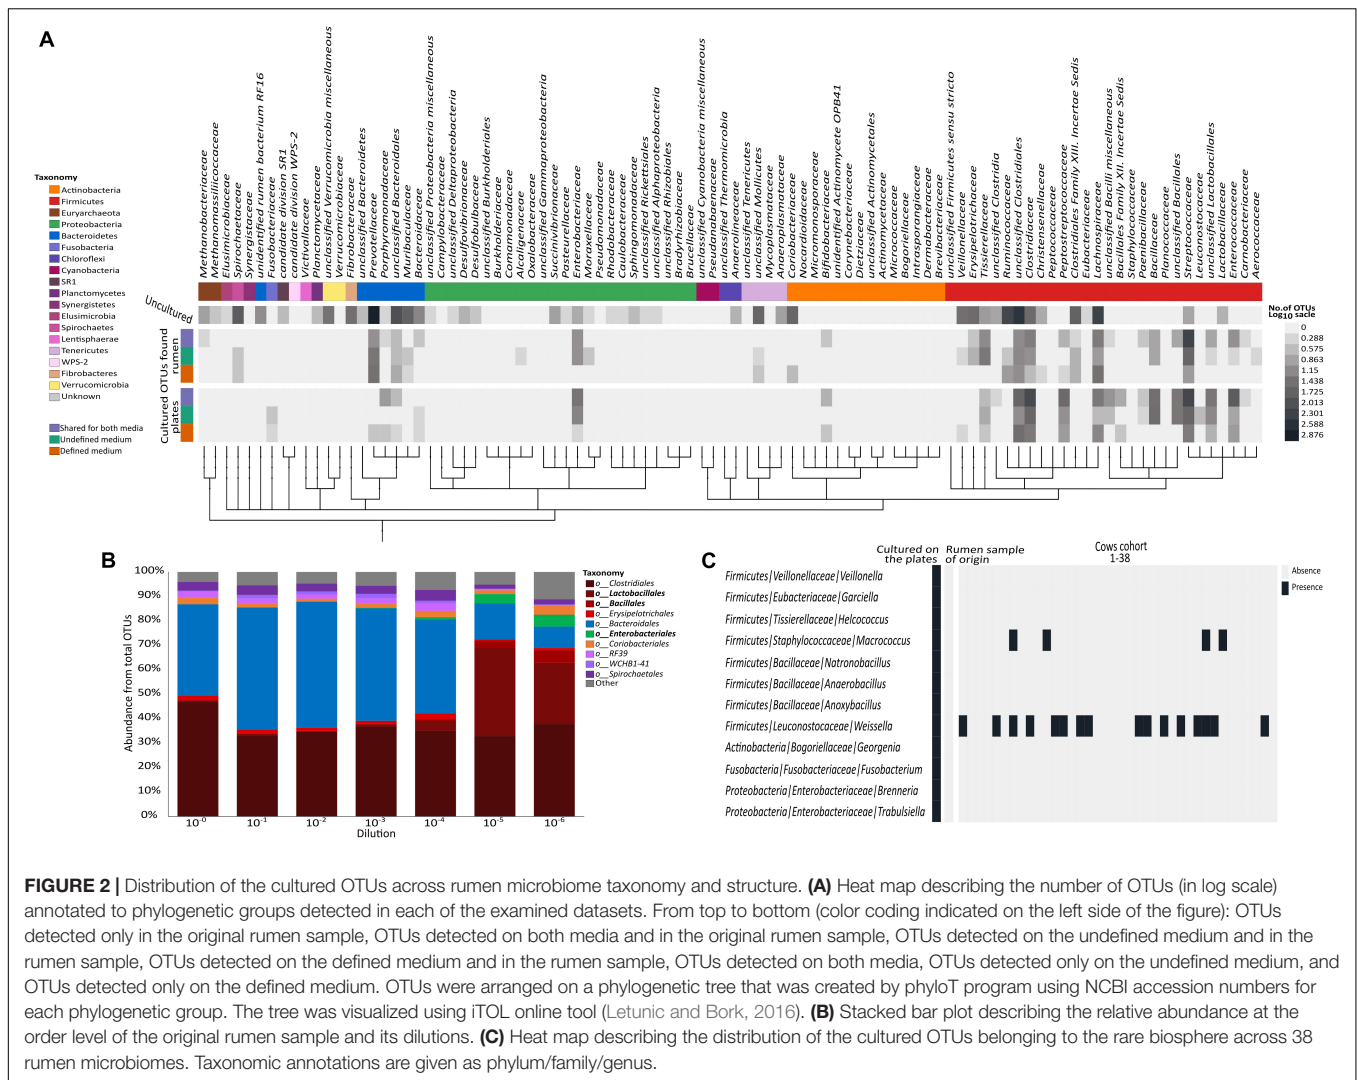 A
Methanobacteriaceae
Methanomassiliicoccaceae
Elusimicrobiaceae
Spirochaetaceae
Synergistaceae
unidentified rumen bacterium RF16
Fusobacteriaceae
candidate division SR1
candidate division WPS-2
Victivallaceae
Planctomycetaceae
unclassified Verrucomicrobia miscellaneous
Verrucomicrobiaceae
Fibrobacteraceae
unclassified Bacteroidetes
Prevotellaceae
Porphyromonadaceae
unclassified Bacteroidales
Marinilabiaceae
Bacteroidaceae
unclassified Proteobacteria miscellaneous
Campylobacteraceae
unclassified Deltaproteobacteria
Desulfovibrionaceae
Desulfobulbaceae
unclassified Burkholderiales
Burkholderiaceae
Comamonadaceae
Alcaligenaceae
Oxalobacteraceae
unclassified Gammaproteobacteria
Succinivibrionaceae
Pasteurellaceae
Enterobacteriaceae
Moraxellaceae
Pseudomonadaceae
Rhodobacteraceae
Caulobacteraceae
Sphingomonadaceae
unclassified Rickettsiales
unclassified Alphaproteobacteria
unclassified Rhizobiales
Bradyrhizobiaceae
Brucellaceae
unclassified Cyanobacteria miscellaneous
Pseudanabaenaceae
unclassified Thermomicrobia
Anaerolineaceae
unclassified Tenericutes
unclassified Mollicutes
Mycoplasmataceae
Anaeroplasmataceae
Coriobacteriaceae
Nocardioidaceae
Micromonosporaceae
Bifidobacteriaceae
unidentified Actinomycete OPB41
Corynebacteriaceae
Dietziaceae
unclassified Actinomycetales
Actinomycetaceae
Micrococcaceae
Bogoriellaceae
Intrasporangiaceae
Dermabacteraceae
Brevibacteriaceae
unclassified Firmicutes sensu stricto
Veillonellaceae
Erysipelotrichaceae
Tissierellaceae
unclassified Clostridia
Ruminococcaceae
unclassified Clostridiales
Clostridiaceae
Christensenellaceae
Peptococcaceae
Peptostreptococcaceae
Clostridiales Family XIII. Incertae Sedis
Eubacteriaceae
Lachnospiraceae
unclassified Bacilli miscellaneous
Bacillales Family XII. Incertae Sedis
Staphylococcaceae
Paenibacillaceae
Bacillaceae
Planococcaceae
unclassified Bacillales
Streptococcaceae
Leuconostocaceae
unclassified Lactobacillales
Lactobacillaceae
Enterococcaceae
Carnobacteriaceae
Aerococcaceae
Taxonomy
Actinobacteria
Firmicutes
Euryarchaeota
Proteobacteria
Bacteroidetes
Fusobacteria
Chloroflexi
Cyanobacteria
SR1
Planctomycetes
Synergistetes
Elusimicrobia
Spirochaetes
Lentisphaerae
Tenericutes
WPS-2
Fibrobacteres
Verrucomicrobia
Unknown
Shared for both media
Undefined medium
Defined medium
Uncultured
Cultured OTUs found
rumen
plates
No.of OTUs
Log10 sacle
0
0.288
0.575
0.863
1.15
1.438
1.725
2.013
2.301
2.588
2.876
B
Abundance from total OTUs
100%
90%
80%
70%
60%
50%
40%
30%
20%
10%
0%
10-0 10-1 10-2 10-3 10-4 10-5 10-6
Dilution
Taxonomy
o__Clostridiales
o__Lactobacillales
o__Bacillales
o__Erysipelotrichales
o__Bacteroidales
o__Enterobacteriales
o__Coriobacteriales
o__RF39
o__WCHB1-41
o__Spirochaetales
Other
C
Cultured on
the plates
Rumen sample
of origin
Cows cohort
1-38
Firmicutes|Veillonellaceae|Veillonella
Firmicutes|Eubacteriaceae|Garciella
Firmicutes|Tissierellaceae|Helcococcus
Firmicutes|Staphylococcaceae|Macrococcus
Firmicutes|Bacillaceae|Natronobacillus
Firmicutes|Bacillaceae|Anaerobacillus
Firmicutes|Bacillaceae|Anoxybacillus
Firmicutes|Leuconostocaceae|Weissella
Actinobacteria|Bogoriellaceae|Georgenia
Fusobacteria|Fusobacteriaceae|Fusobacterium
Proteobacteria|Enterobacteriaceae|Brenneria
Proteobacteria|Enterobacteriaceae|Trabulsiella
Absence
Presence
FIGURE 2 | Distribution of the cultured OTUs across rumen microbiome taxonomy and structure. (A) Heat map describing the number of OTUs (in log scale)
annotated to phylogenetic groups detected in each of the examined datasets. From top to bottom (color coding indicated on the left side of the figure): OTUs
detected only in the original rumen sample, OTUs detected on both media and in the original rumen sample, OTUs detected on the undefined medium and in the
rumen sample, OTUs detected on the defined medium and in the rumen sample, OTUs detected on both media, OTUs detected only on the undefined medium, and
OTUs detected only on the defined medium. OTUs were arranged on a phylogenetic tree that was created by phyloT program using NCBI accession numbers for
each phylogenetic group. The tree was visualized using iTOL online tool (Letunic and Bork, 2016). (B) Stacked bar plot describing the relative abundance at the
order level of the original rumen sample and its dilutions. (C) Heat map describing the distribution of the cultured OTUs belonging to the rare biosphere across 38
rumen microbiomes. Taxonomic annotations are given as phylum/family/genus.